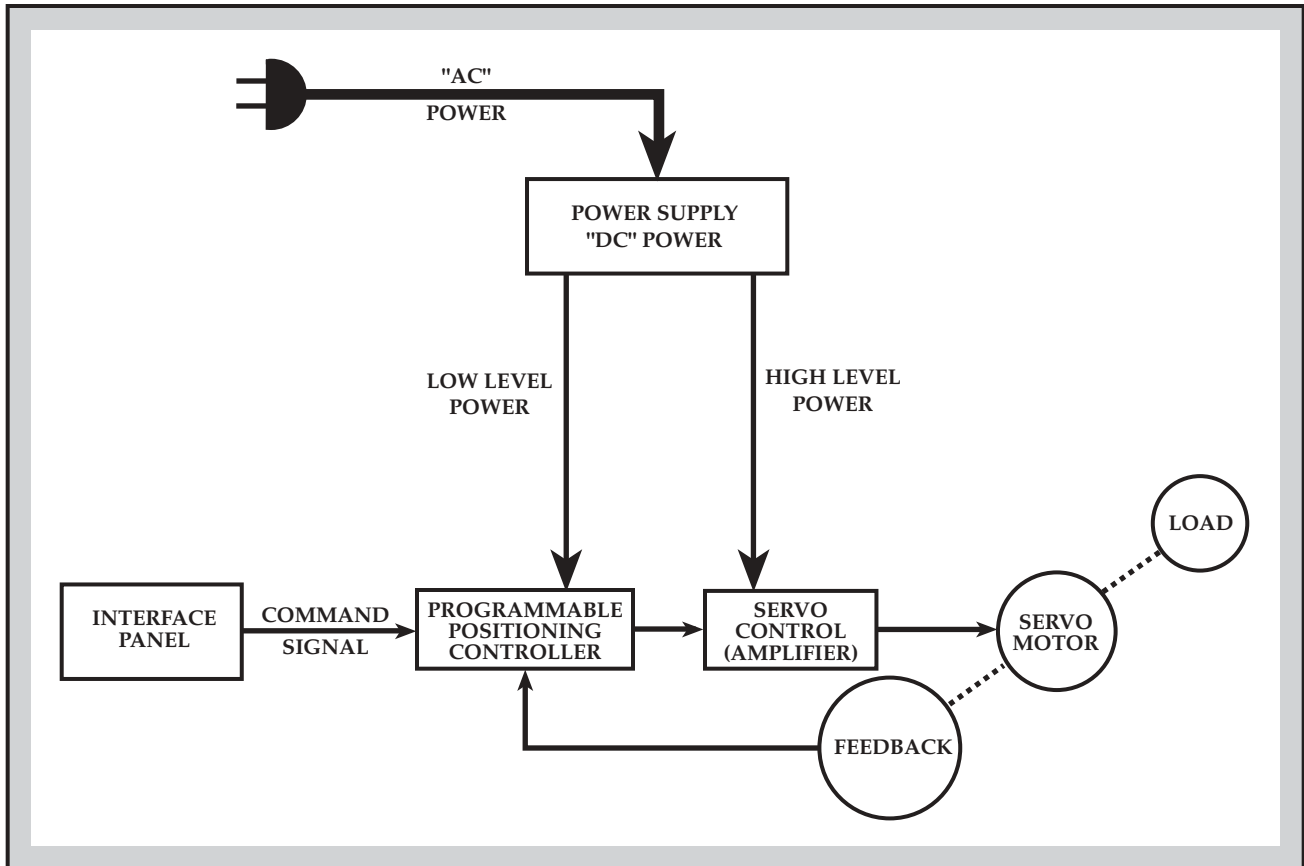 "AC"
POWER
POWER SUPPLY
"DC" POWER
LOW LEVEL
POWER
HIGH LEVEL
POWER
LOAD
INTERFACE
PANEL
COMMAND
SIGNAL
PROGRAMMABLE
POSITIONING
CONTROLLER
SERVO
CONTROL
(AMPLIFIER)
SERVO
MOTOR
FEEDBACK